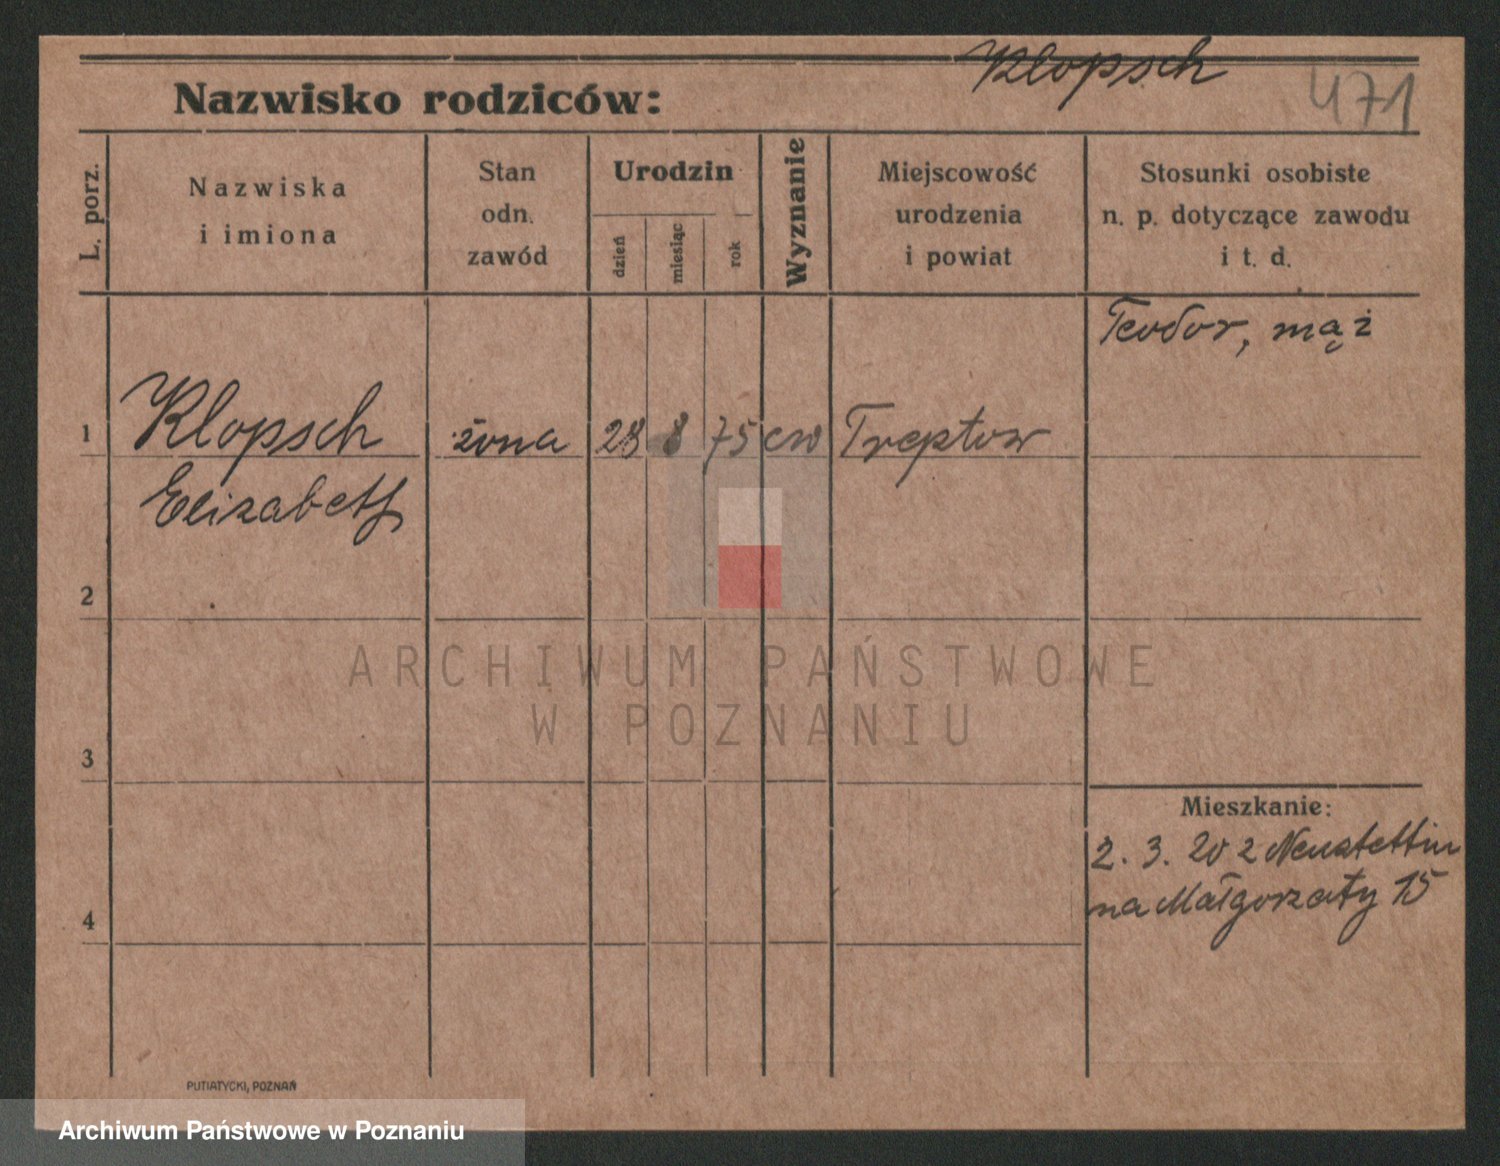 Klopsch
Nazwisko rodziców:
471
L. porz.
Nazwiska
i imiona
Stan
odn.
zawód
Urodzin
dzień
miesiąc
rok
Wyznanie
Miejscowość
urodzenia
i powiat
Stosunki osobiste
n. p. dotyczące zawodu
i t. d.
Teodor, mąż
1
Klopsch
żona
28
8
75
ew
Treptow
Elizabeth
2
ARCHIWUM PAŃSTWOWE
W POZNANIU
3
Mieszkanie:
2. 3. 20 z Neustettin
na Małgorzaty 15
4
PUTIATYCKI, POZNAŃ
Archiwum Państwowe w Poznaniu